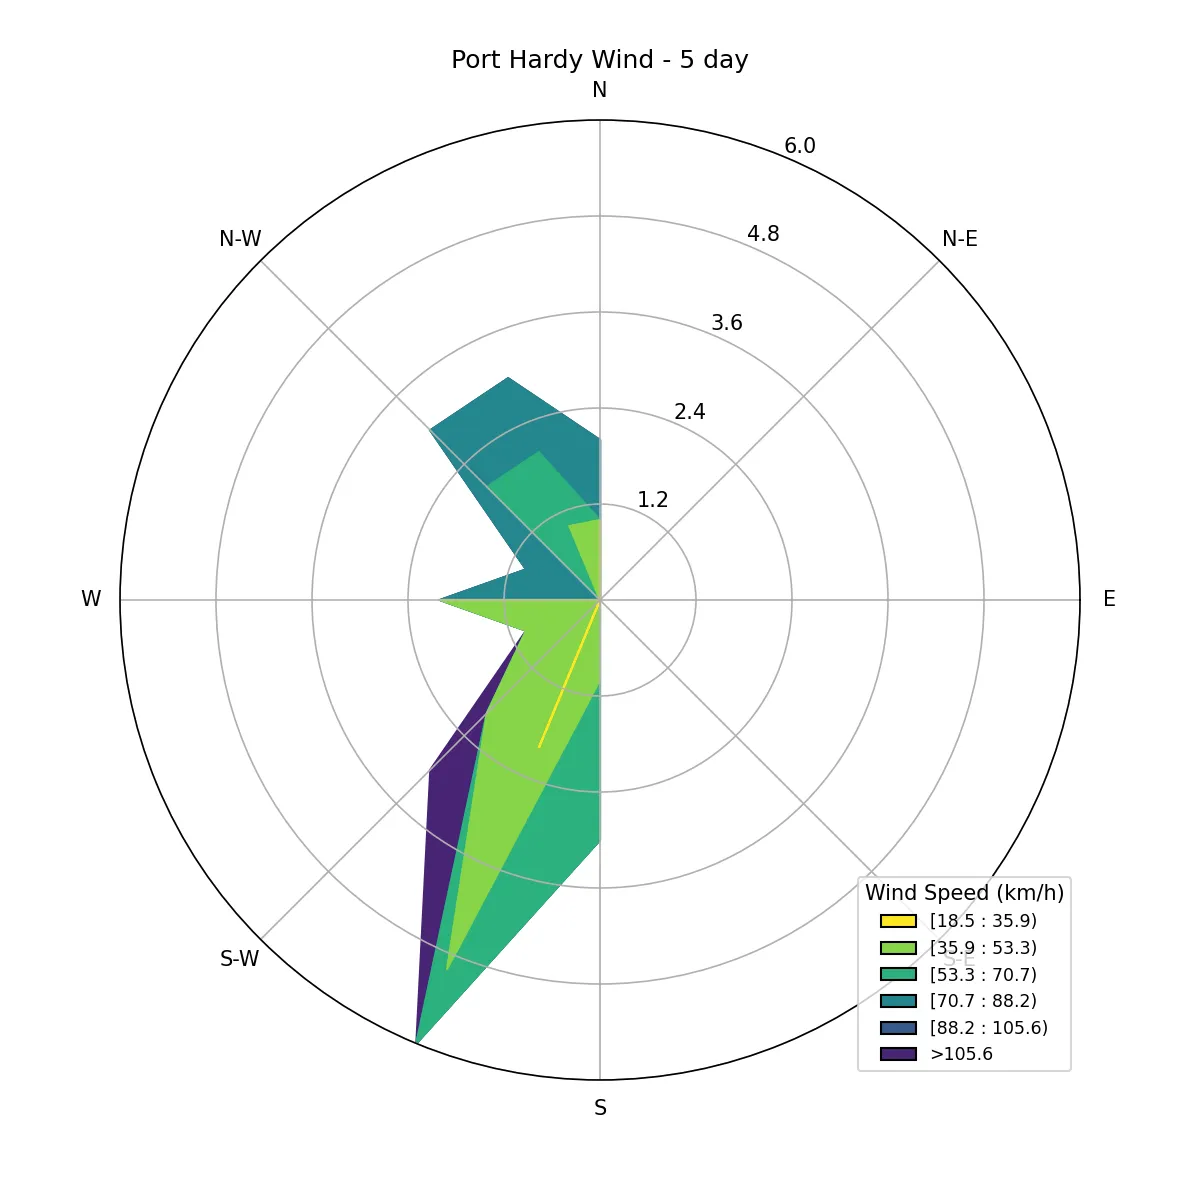 Port Hardy Wind - 5 day
N
6.0
N-W
N-E
4.8
3.6
2.4
1.2
W
E
S-W
S-E
S
Wind Speed (km/h)
[18.5 : 35.9)
[35.9 : 53.3)
[53.3 : 70.7)
[70.7 : 88.2)
[88.2 : 105.6)
>105.6